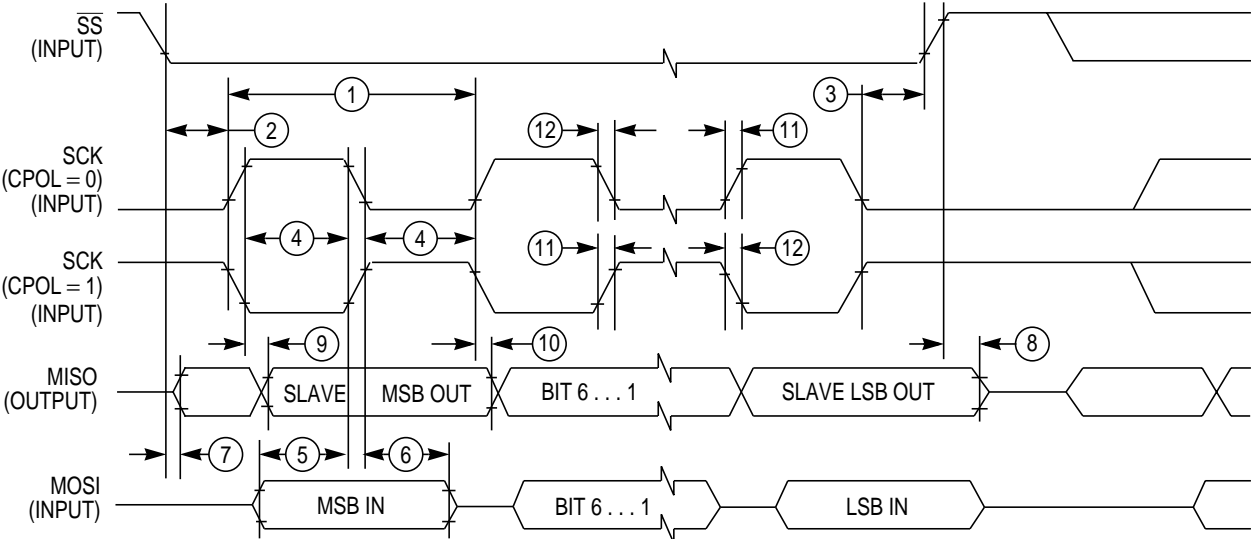 SS
(INPUT)
1
3
2
12
11
SCK
(CPOL = 0)
(INPUT)
4
4
11
12
SCK
(CPOL = 1)
(INPUT)
9
10
8
MISO
(OUTPUT)
SLAVE
MSB OUT
BIT 6 . . . 1
SLAVE LSB OUT
7
5
6
MOSI
(INPUT)
MSB IN
BIT 6 . . . 1
LSB IN